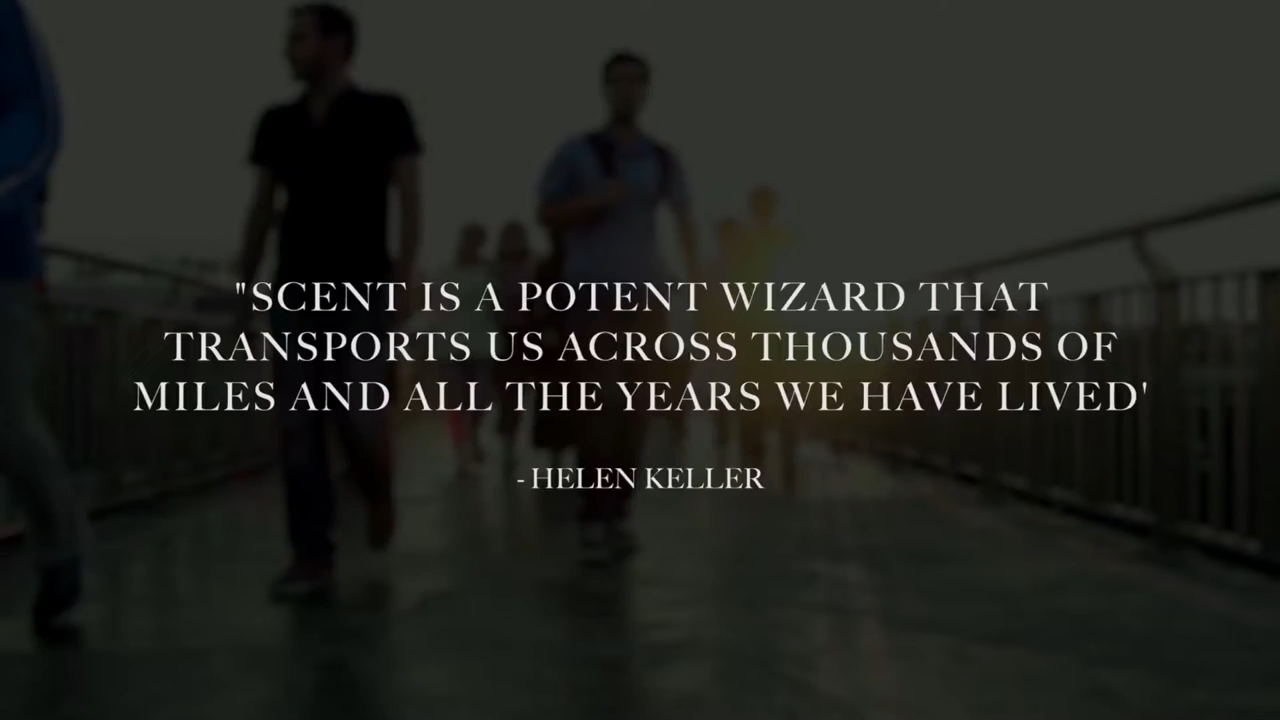 "SCENT IS A POTENT WIZARD THAT
TRANSPORTS US ACROSS THOUSANDS OF
MILES AND ALL THE YEARS WE HAVE LIVED'
- HELEN KELLER